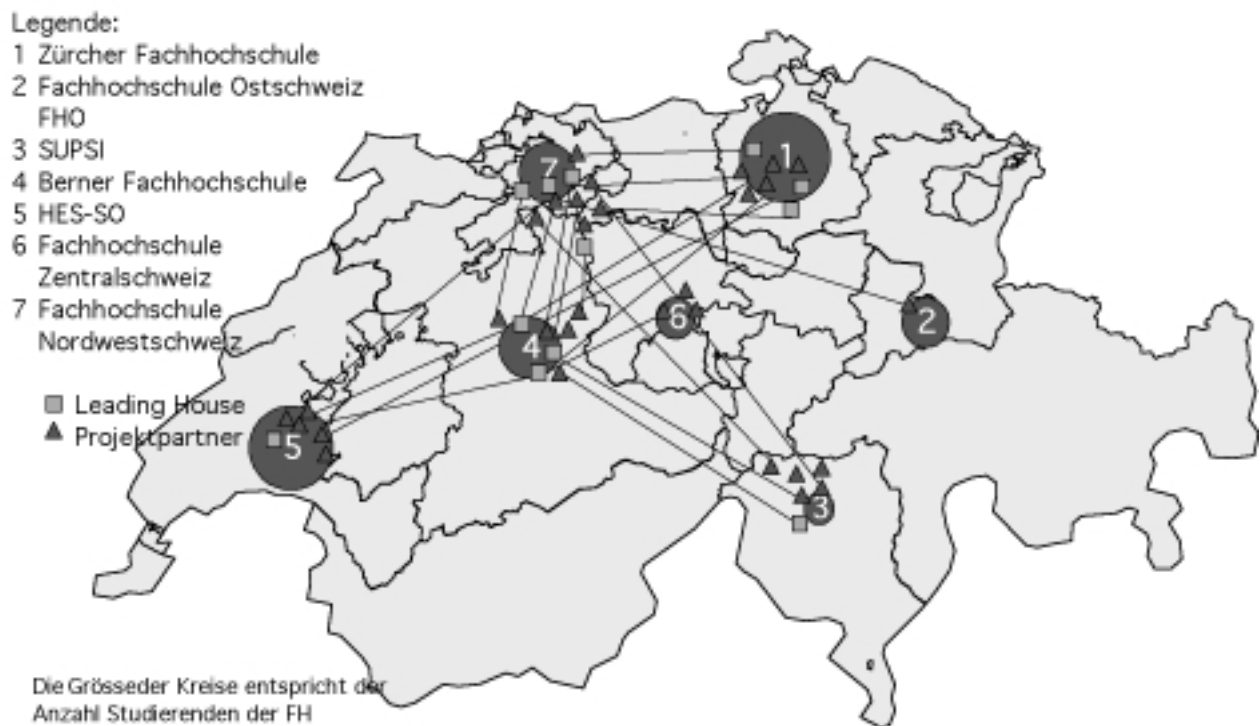 Legende:
1 Zürcher Fachhochschule
2 Fachhochschule Ostschweiz
FHO
3 SUPSI
4 Berner Fachhochschule
5 HES-SO
6 Fachhochschule
Zentralschweiz
7 Fachhochschule
Nordwestschweiz
Leading House
Projektpartner
7
1
6
2
4
5
3
Die Grösseder Kreise entspricht der
Anzahl Studierenden der FH